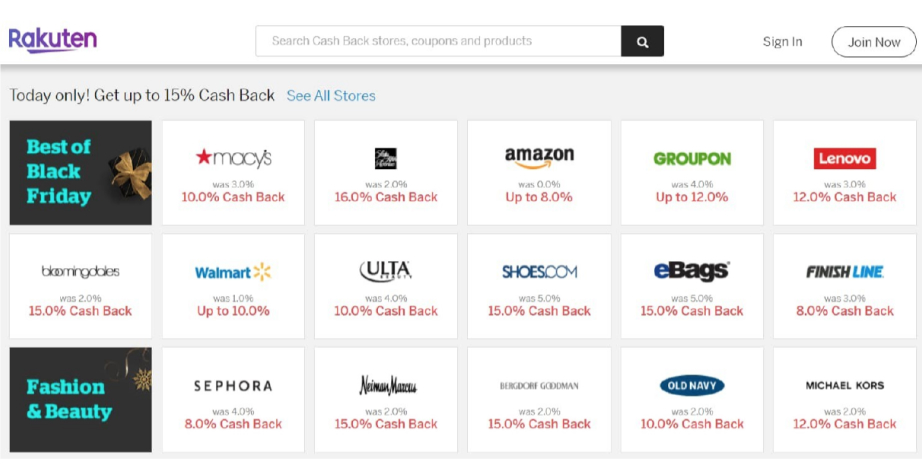 Rakuten
Search Cash Back stores, coupons and products
Sign In
Join Now
Today only! Get up to 15% Cash Back See All Stores
Best of
Black
Friday
macy's
was 3.0%
10.0% Cash Back
was 2.0%
16.0% Cash Back
amazon
was 0.0%
Up to 8.0%
GROUPON
was 4.0%
Up to 12.0%
Lenovo
was 3.0%
12.0% Cash Back
bloomingdales
was 2.0%
15.0% Cash Back
Walmart
was 1.0%
Up to 10.0%
ULTA
BEAUTY
was 4.0%
10.0% Cash Back
SHOES.COM
was 5.0%
15.0% Cash Back
eBags
was 5.0%
15.0% Cash Back
FINISH LINE
was 3.0%
8.0% Cash Back
Fashion
& Beauty
SEPHORA
was 4.0%
8.0% Cash Back
Neiman Marcus
was 2.0%
15.0% Cash Back
BERGDORF GOODMAN
was 2.0%
15.0% Cash Back
OLD NAVY
was 2.0%
10.0% Cash Back
MICHAEL KORS
was 2.0%
12.0% Cash Back